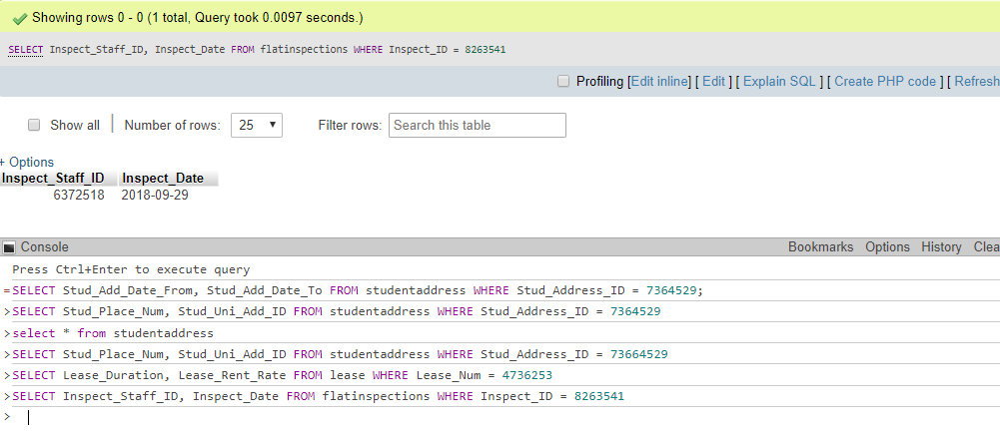 Showing rows 0 - 0 (1 total, Query took 0.0097 seconds.)
SELECT Inspect_Staff_ID, Inspect_Date FROM flatinspections WHERE Inspect_ID = 8263541
Profiling [Edit inline] [ Edit ] [ Explain SQL ] [ Create PHP code ] [ Refresh
Show all | Number of rows: 25 Filter rows: Search this table
+ Options
Inspect_Staff_ID Inspect_Date
6372518 2018-09-29
Console Bookmarks Options History Clea
Press Ctrl+Enter to execute query
=SELECT Stud_Add_Date_From, Stud_Add_Date_To FROM studentaddress WHERE Stud_Address_ID = 7364529;
>SELECT Stud_Place_Num, Stud_Uni_Add_ID FROM studentaddress WHERE Stud_Address_ID = 7364529
>select * from studentaddress
>SELECT Stud_Place_Num, Stud_Uni_Add_ID FROM studentaddress WHERE Stud_Address_ID = 73664529
>SELECT Lease_Duration, Lease_Rent_Rate FROM lease WHERE Lease_Num = 4736253
>SELECT Inspect_Staff_ID, Inspect_Date FROM flatinspections WHERE Inspect_ID = 8263541
>